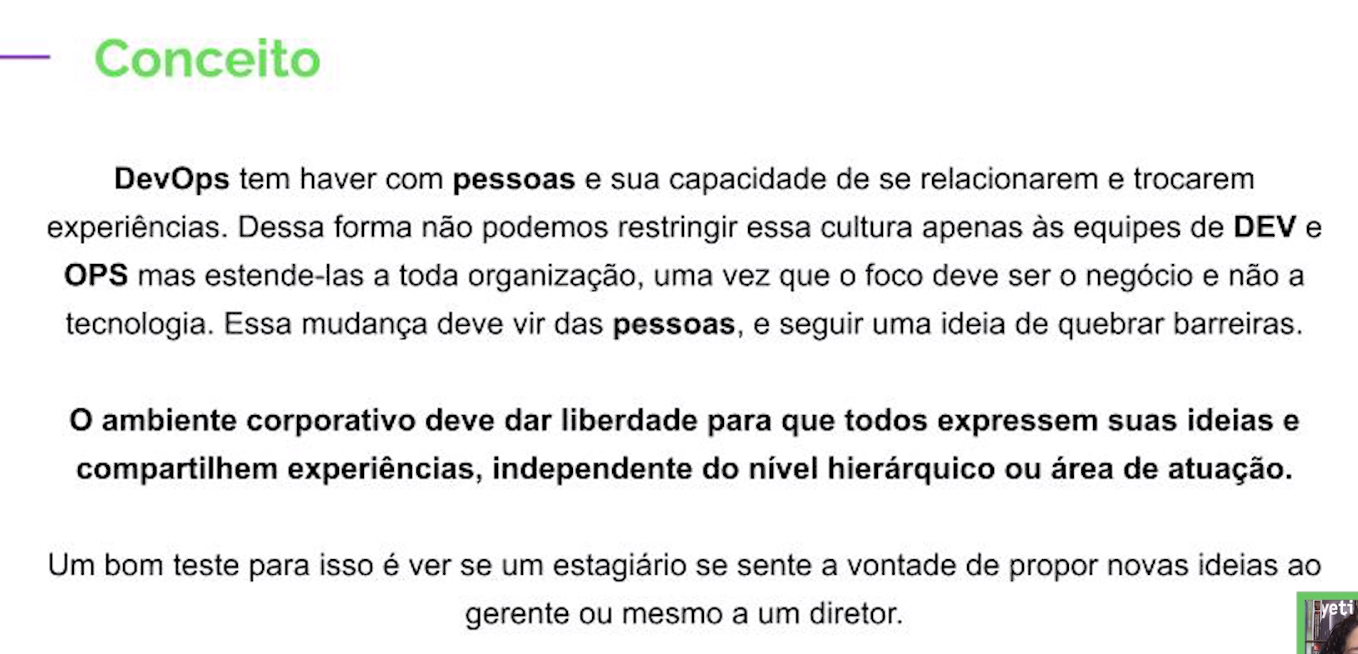 Conceito
DevOps tem haver com pessoas e sua capacidade de se relacionarem e trocarem
experiências. Dessa forma não podemos restringir essa cultura apenas às equipes de DEV e
OPS mas estende-las a toda organização, uma vez que o foco deve ser o negócio e não a
tecnologia. Essa mudança deve vir das pessoas, e seguir uma ideia de quebrar barreiras.
O ambiente corporativo deve dar liberdade para que todos expressem suas ideias e
compartilhem experiências, independente do nível hierárquico ou área de atuação.
Um bom teste para isso é ver se um estagiário se sente a vontade de propor novas ideias ao
gerente ou mesmo a um diretor.
yeti